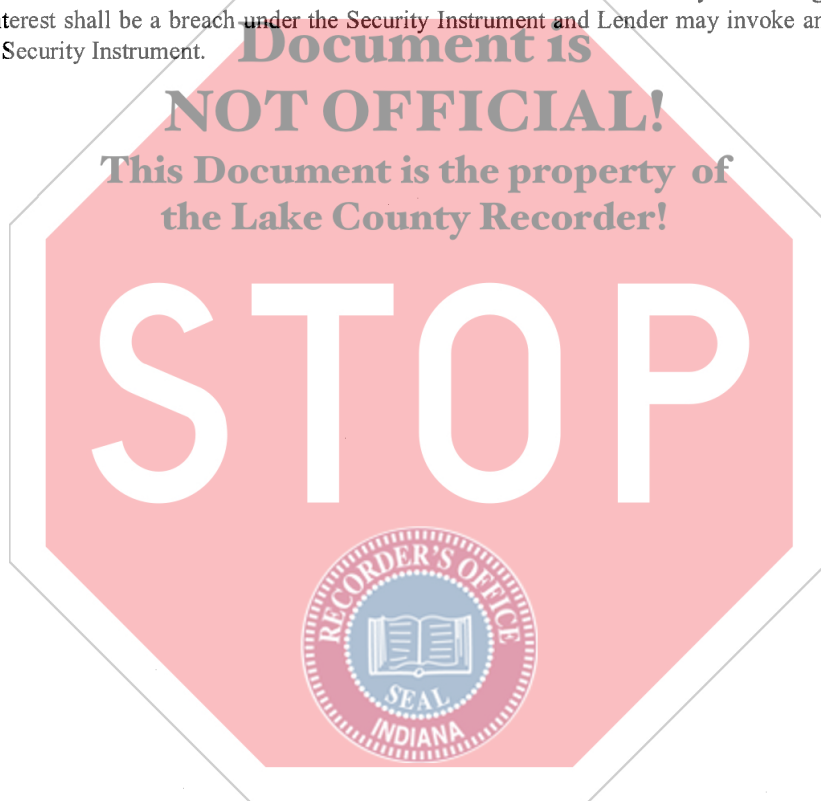 terest shall be a breach under the Security Instrument and Lender may invoke
Security Instrument.
Document is
NOT OFFICIAL!
This Document is the property of
the Lake County Recorder!
STOP
RECORDER'S OFFICE
SEAL
INDIANA